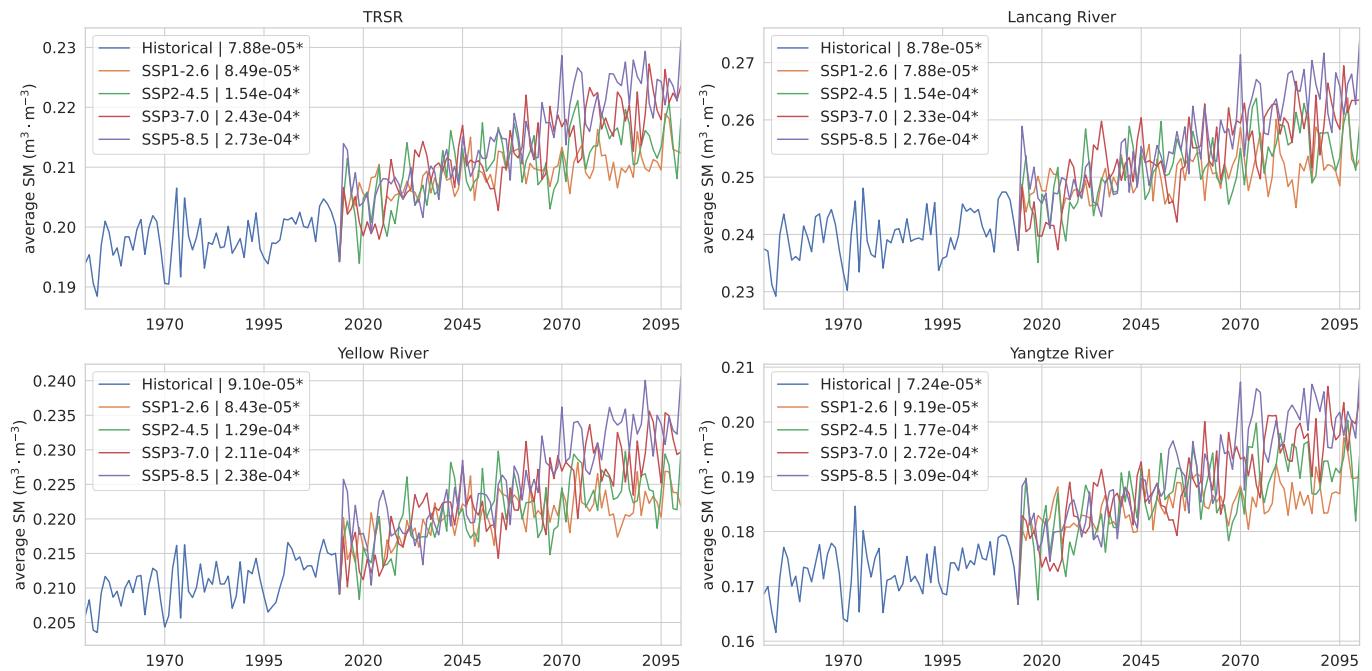 TRSR
average SM (m³ · m⁻³)
0.23
0.22
0.21
0.20
0.19
Historical | 7.88e-05*
SSP1-2.6 | 8.49e-05*
SSP2-4.5 | 1.54e-04*
SSP3-7.0 | 2.43e-04*
SSP5-8.5 | 2.73e-04*
1970 1995 2020 2045 2070 2095
Lancang River
average SM (m³ · m⁻³)
0.27
0.26
0.25
0.24
0.23
Historical | 8.78e-05*
SSP1-2.6 | 7.88e-05*
SSP2-4.5 | 1.54e-04*
SSP3-7.0 | 2.33e-04*
SSP5-8.5 | 2.76e-04*
1970 1995 2020 2045 2070 2095
Yellow River
average SM (m³ · m⁻³)
0.240
0.235
0.230
0.225
0.220
0.215
0.210
0.205
Historical | 9.10e-05*
SSP1-2.6 | 8.43e-05*
SSP2-4.5 | 1.29e-04*
SSP3-7.0 | 2.11e-04*
SSP5-8.5 | 2.38e-04*
1970 1995 2020 2045 2070 2095
Yangtze River
average SM (m³ · m⁻³)
0.21
0.20
0.19
0.18
0.17
0.16
Historical | 7.24e-05*
SSP1-2.6 | 9.19e-05*
SSP2-4.5 | 1.77e-04*
SSP3-7.0 | 2.72e-04*
SSP5-8.5 | 3.09e-04*
1970 1995 2020 2045 2070 2095